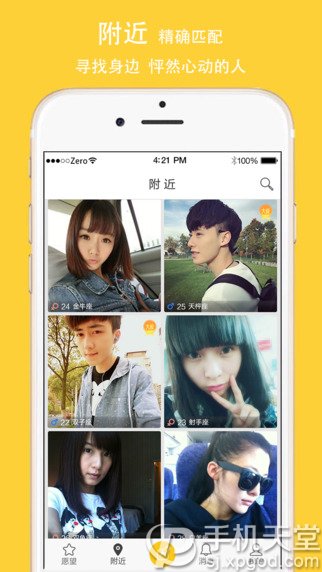 附近 精确匹配
寻找身边 怦然心动的人
Zero
4:21 PM
100%
附近
24 金牛座
25 天秤座
22 双子座
23 射手座
愿望
附近
消息
手机天堂
sjxpgod.com